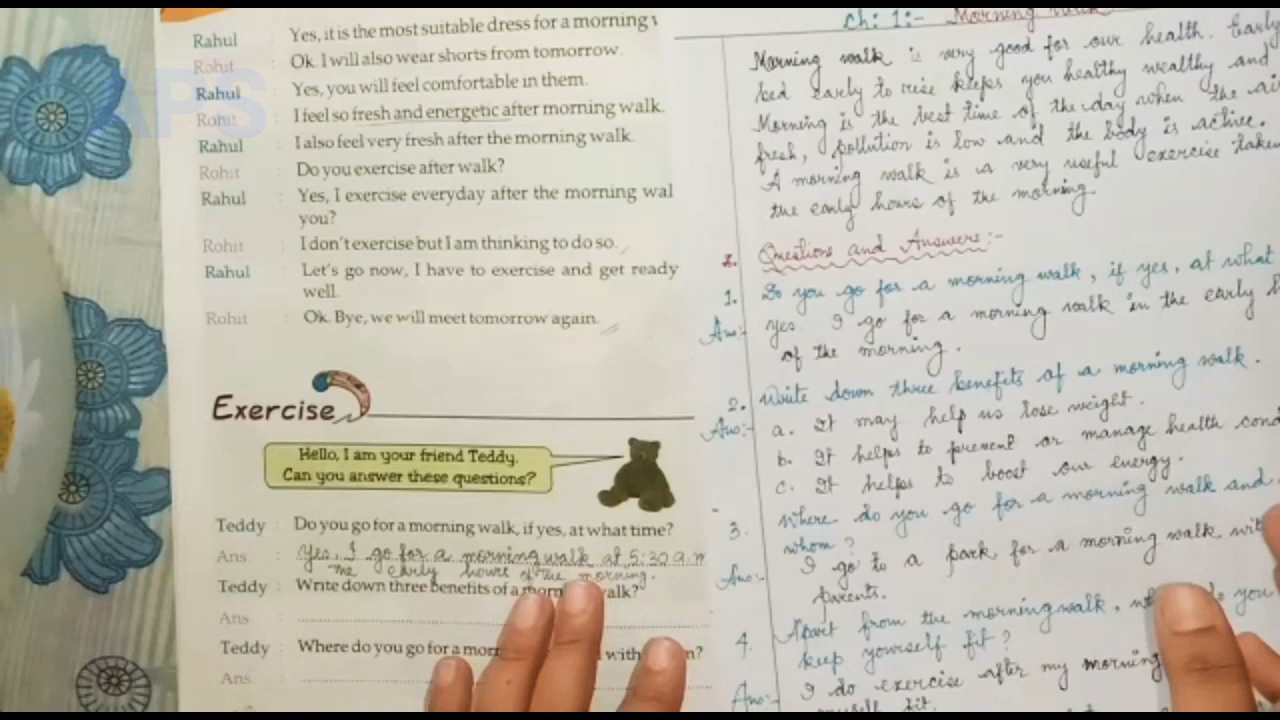 Rahul : Yes, it is the most suitable dress for a morning
Rohit : Ok. I will also wear shorts from tomorrow.
Rahul : Yes, you will feel comfortable in them.
Rohit : I feel so fresh and energetic after morning walk.
Rahul : I also feel very fresh after the morning walk.
Rohit : Do you exercise after walk?
Rahul : Yes, I exercise everyday after the morning wal
you?
Rohit : I don't exercise but I am thinking to do so.
Rahul : Let's go now, I have to exercise and get ready
well.
Rohit : Ok. Bye, we will meet tomorrow again.
APS
Exercise
Hello, I am your friend Teddy.
Can you answer these questions?
Teddy : Do you go for a morning walk, if yes, at what time?
Ans : Yes, I go for a morning walk at 5:30 a.m
the early hours of the morning.
Teddy : Write down three benefits of a morn walk?
Ans :
Teddy : Where do you go for a mor with
Ans :
Ch: 1:- Morning Walk
Morning walk is very good for our health. Early
bed early to rise keeps you healthy wealthy and
Morning is the best time of the day when the ai
fresh, pollution is low and the body is active.
A morning walk is a very useful exercise taken
the early hours of the morning.
I. Questions and Answers:-
1. Do you go for a morning walk, if yes, at what
Ans:- Yes I go for a morning walk in the early h
of the morning.
2. Write down three benefits of a morning walk.
Ans:- a. It may help us lose weight.
b. It helps to prevent or manage health cond
c. It helps to boost our energy.
3. Where do you go for a morning walk and
whom?
Ans:- I go to a park for a morning walk wit
parents.
4. Apart from the morning walk, do you
keep yourself fit?
Ans:- I do exercise after my morning
fit.